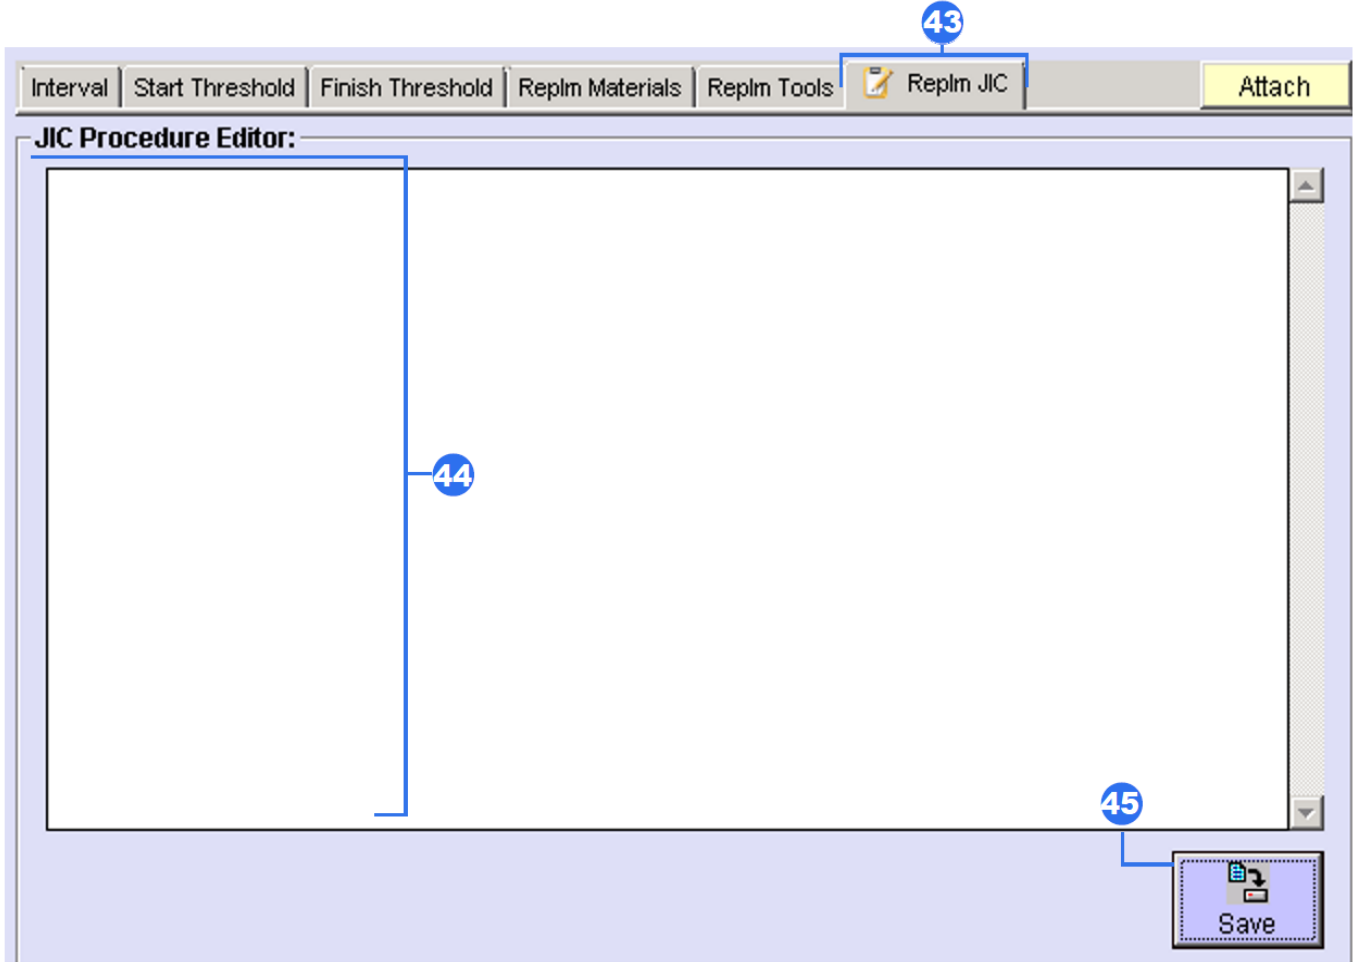 43
Interval Start Threshold Finish Threshold Replm Materials Replm Tools Replm JIC Attach
JIC Procedure Editor:
44
45
Save